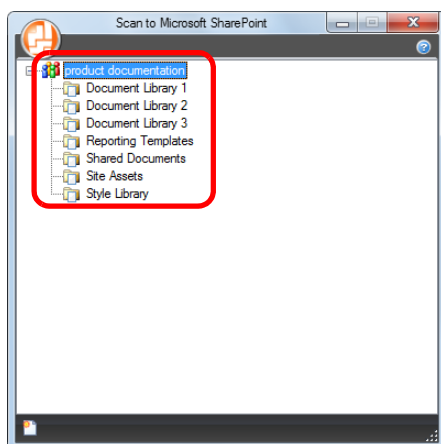 Scan to Microsoft SharePoint
product documentation
Document Library 1
Document Library 2
Document Library 3
Reporting Templates
Shared Documents
Site Assets
Style Library